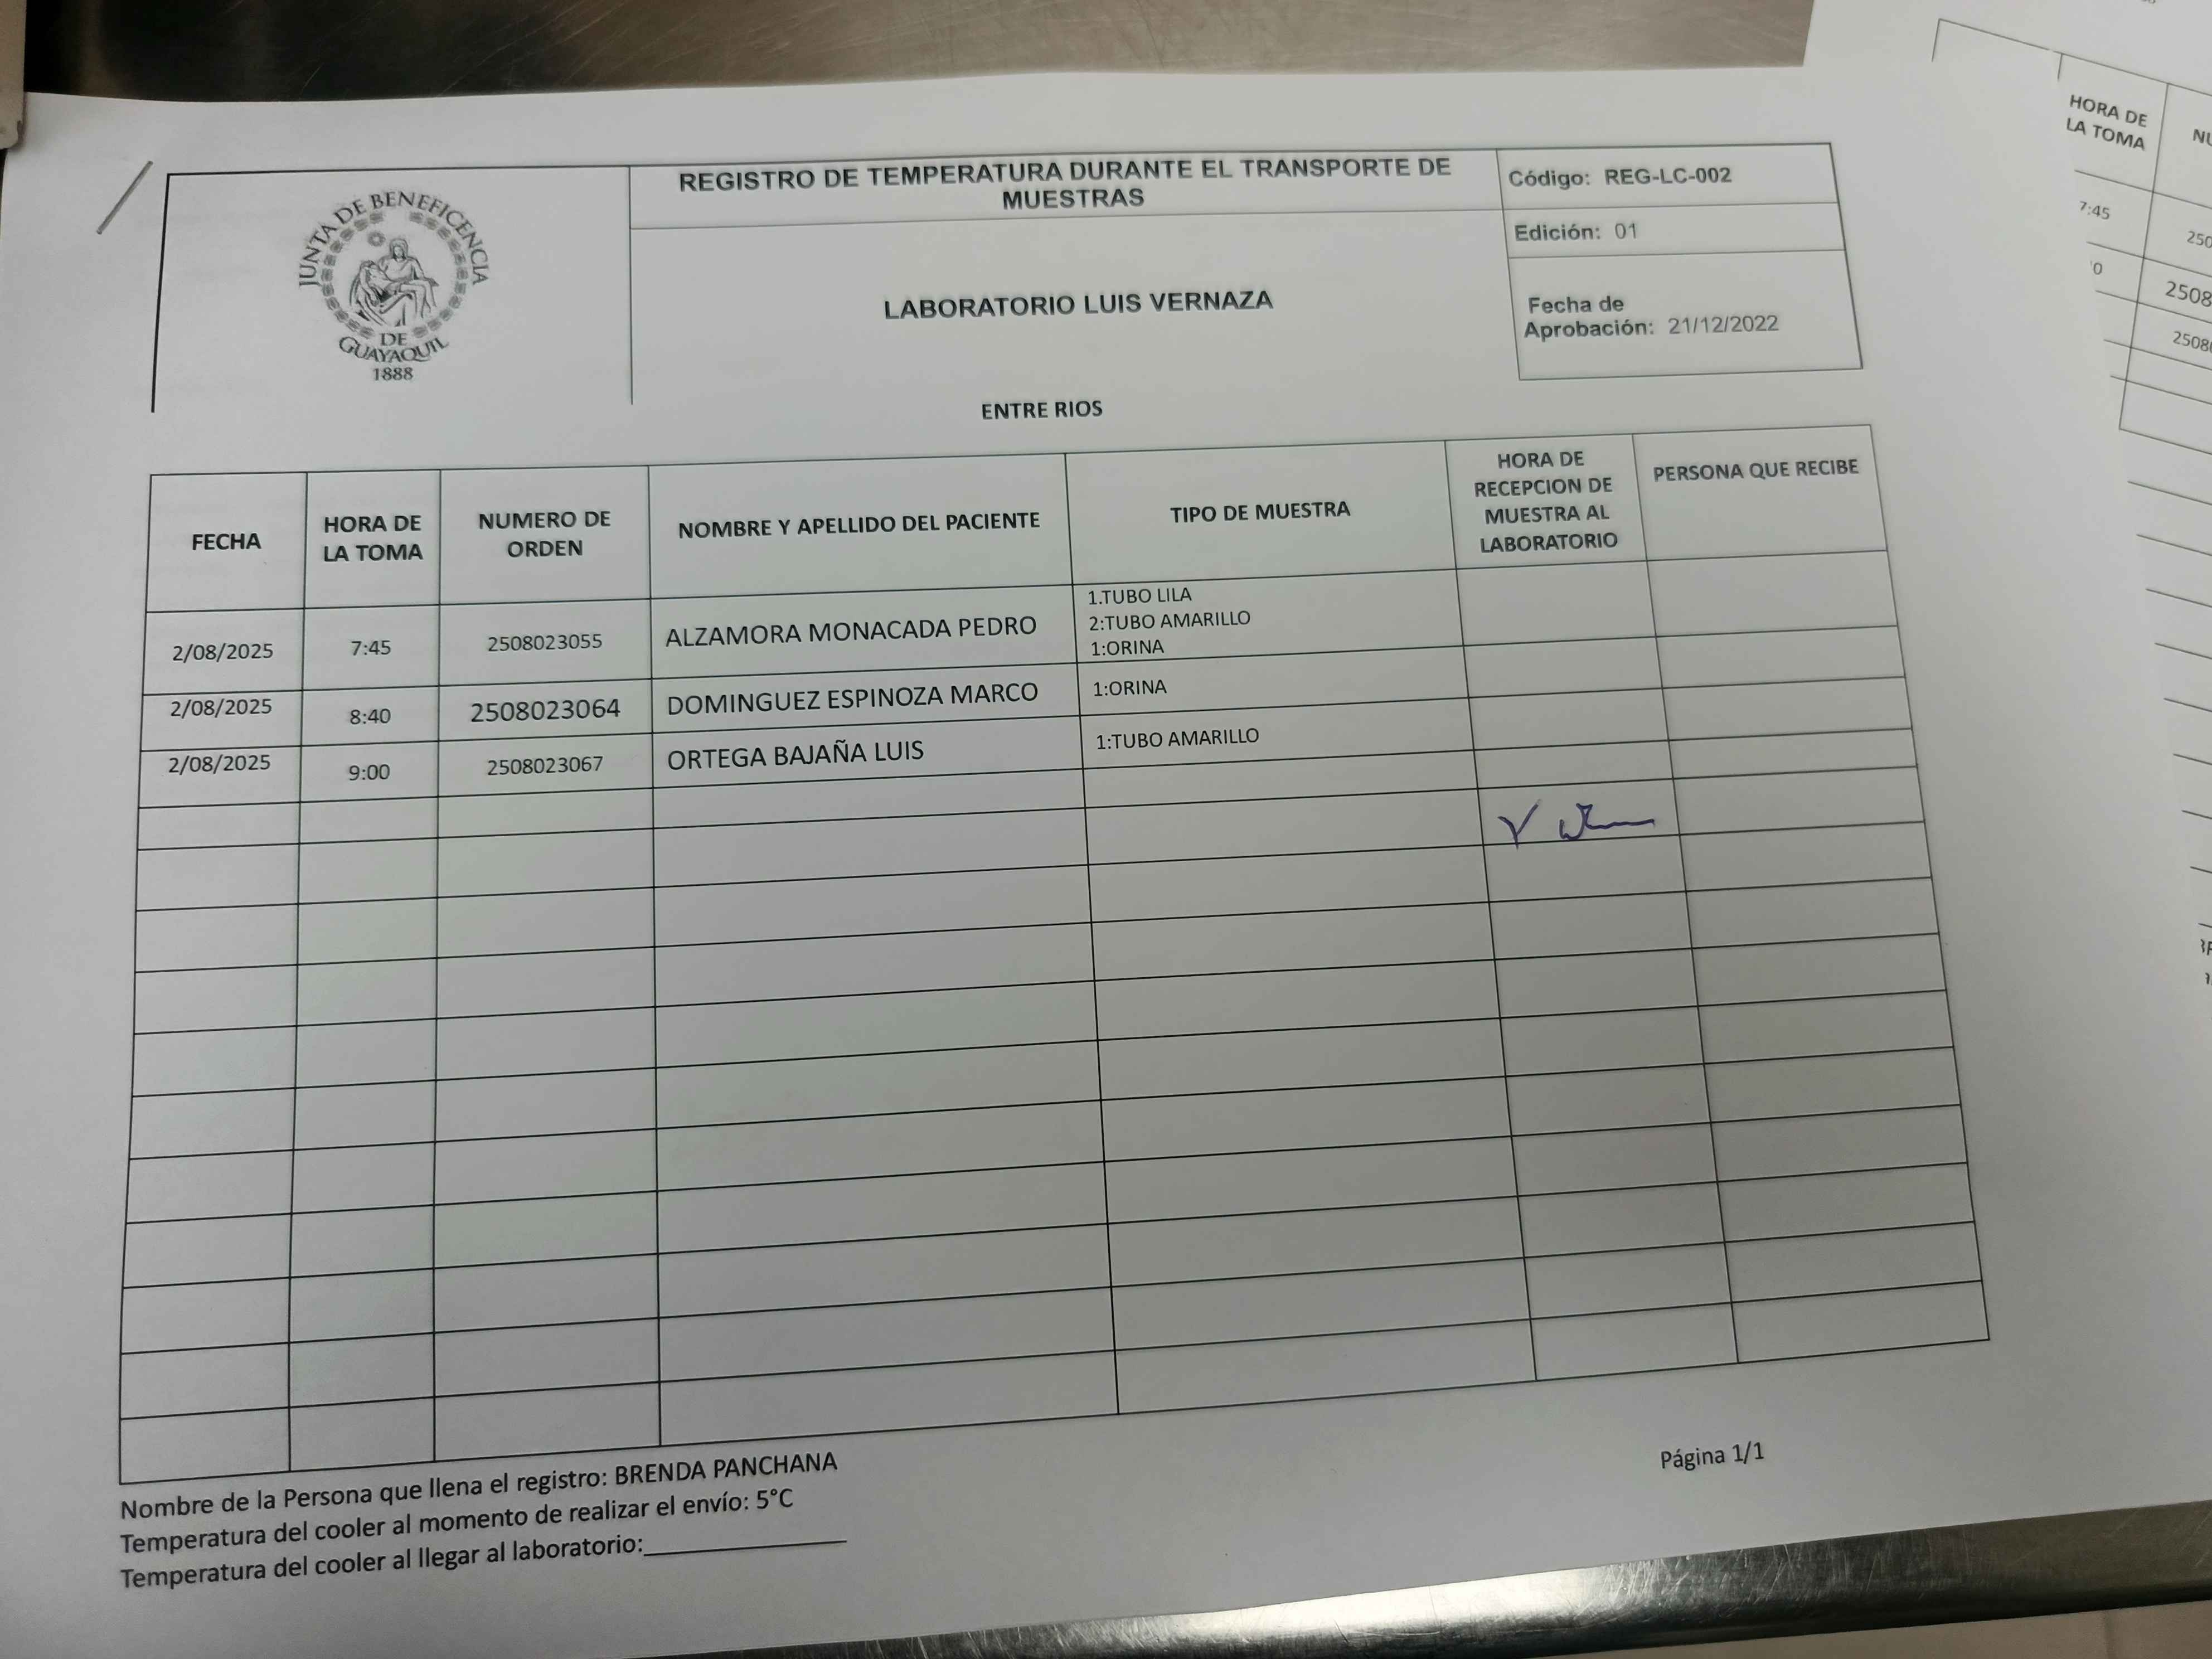 JUNTA DE BENEFICENCIA
DE
GUAYAQUIL
1888
REGISTRO DE TEMPERATURA DURANTE EL TRANSPORTE DE
MUESTRAS
LABORATORIO LUIS VERNAZA
Código: REG-LC-002
Edición: 01
Fecha de
Aprobación: 21/12/2022
ENTRE RIOS
FECHA
HORA DE
LA TOMA
NUMERO DE
ORDEN
NOMBRE Y APELLIDO DEL PACIENTE
TIPO DE MUESTRA
HORA DE
RECEPCION DE
MUESTRA AL
LABORATORIO
PERSONA QUE RECIBE
2/08/2025 7:45 2508023055 ALZAMORA MONACADA PEDRO
1.TUBO LILA
2:TUBO AMARILLO
1:ORINA
2/08/2025 8:40 2508023064 DOMINGUEZ ESPINOZA MARCO 1:ORINA
2/08/2025 9:00 2508023067 ORTEGA BAJAÑA LUIS 1:TUBO AMARILLO
Nombre de la Persona que llena el registro: BRENDA PANCHANA
Temperatura del cooler al momento de realizar el envío: 5°C
Temperatura del cooler al llegar al laboratorio:
Página 1/1
HORA DE
LA TOMA
7:45